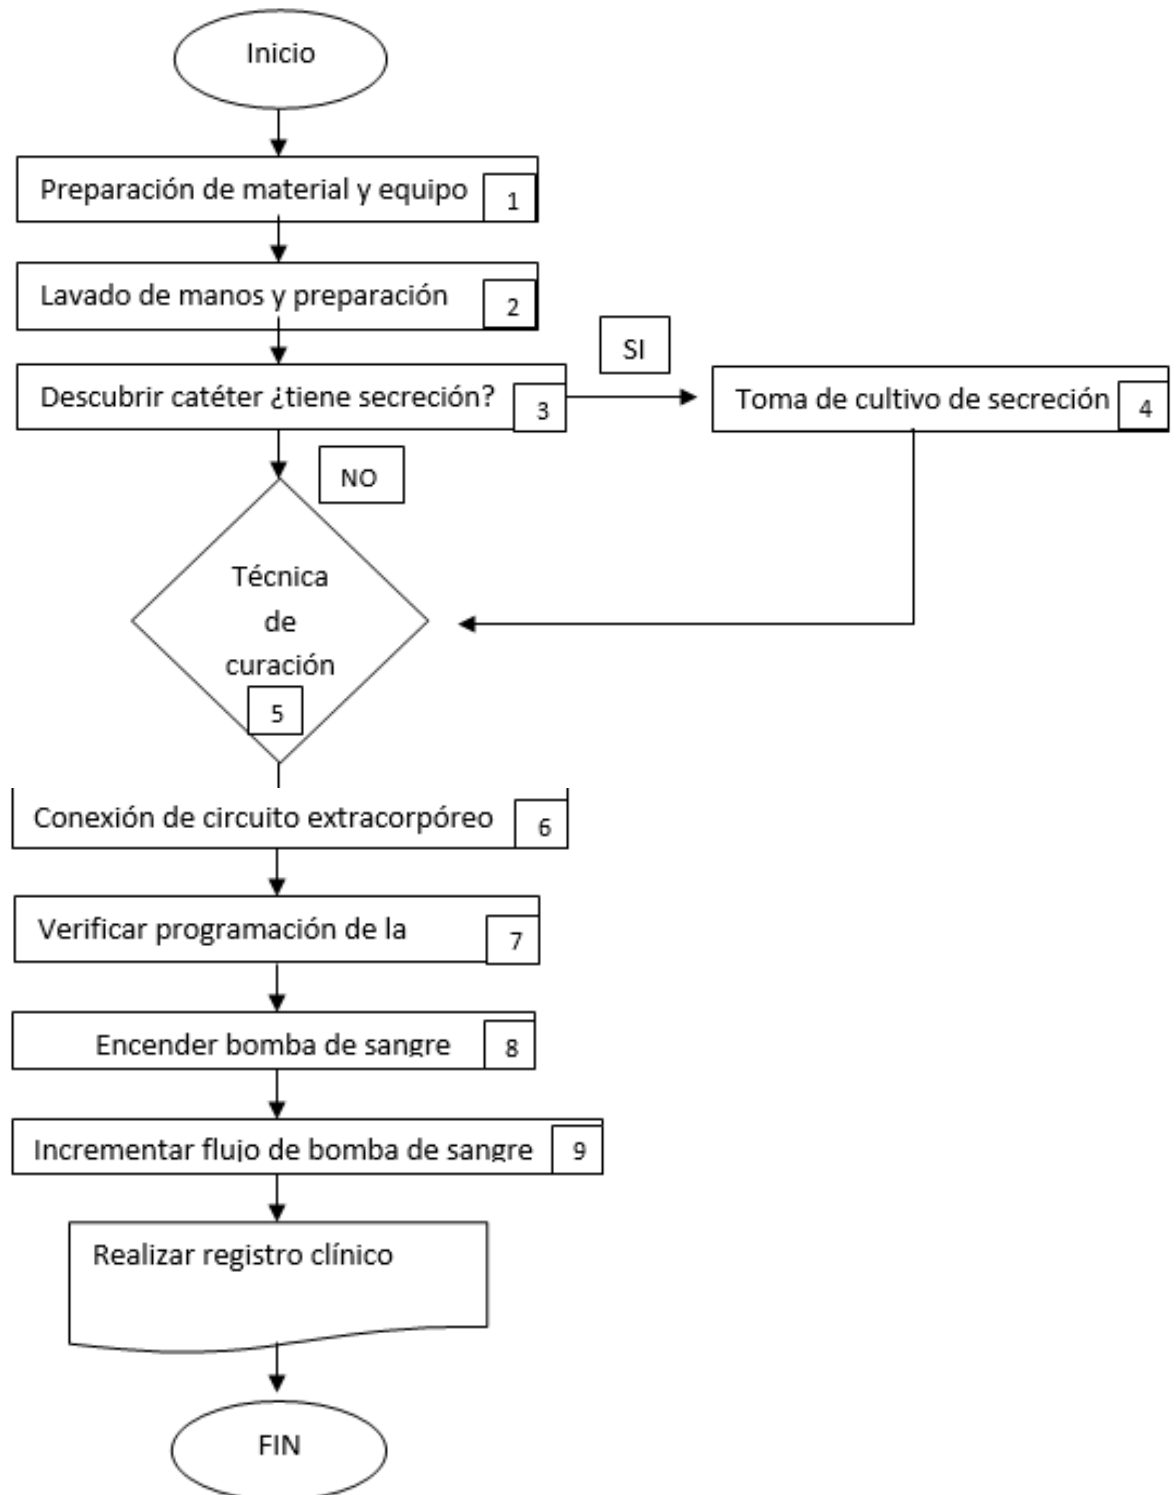 Inicio
Preparación de material y equipo
1
Lavado de manos y preparación
2
Descubrir catéter ¿tiene secreción?
3
SI
Toma de cultivo de secreción
4
NO
Técnica
de
curación
5
Conexión de circuito extracorpóreo
6
Verificar programación de la
7
Encender bomba de sangre
8
Incrementar flujo de bomba de sangre
9
Realizar registro clínico
FIN